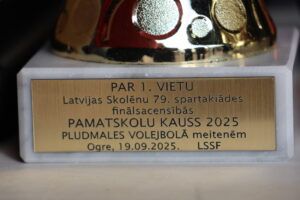 PAR 1. VIETU
Latvijas Skolēnu 79. spartakiādes
finālsacensībās
PAMATSKOLU KAUSS 2025
PLUDMALES VOLEJBOLĀ meitenēm
Ogre, 19.09.2025. LSSF